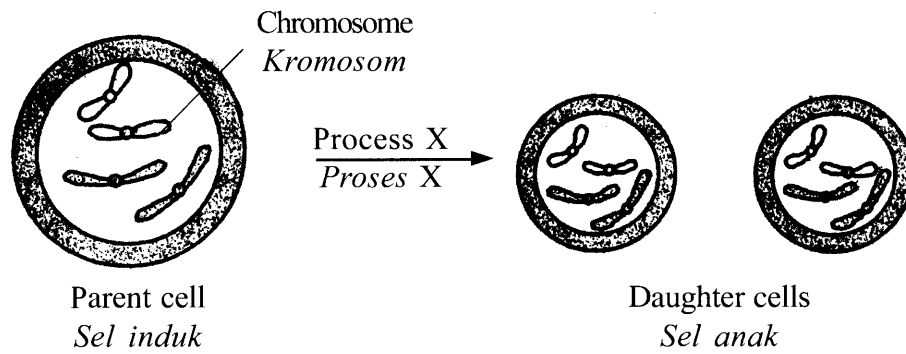 Chromosome
Kromosom
Process X
Proses X
Parent cell
Sel induk
Daughter cells
Sel anak